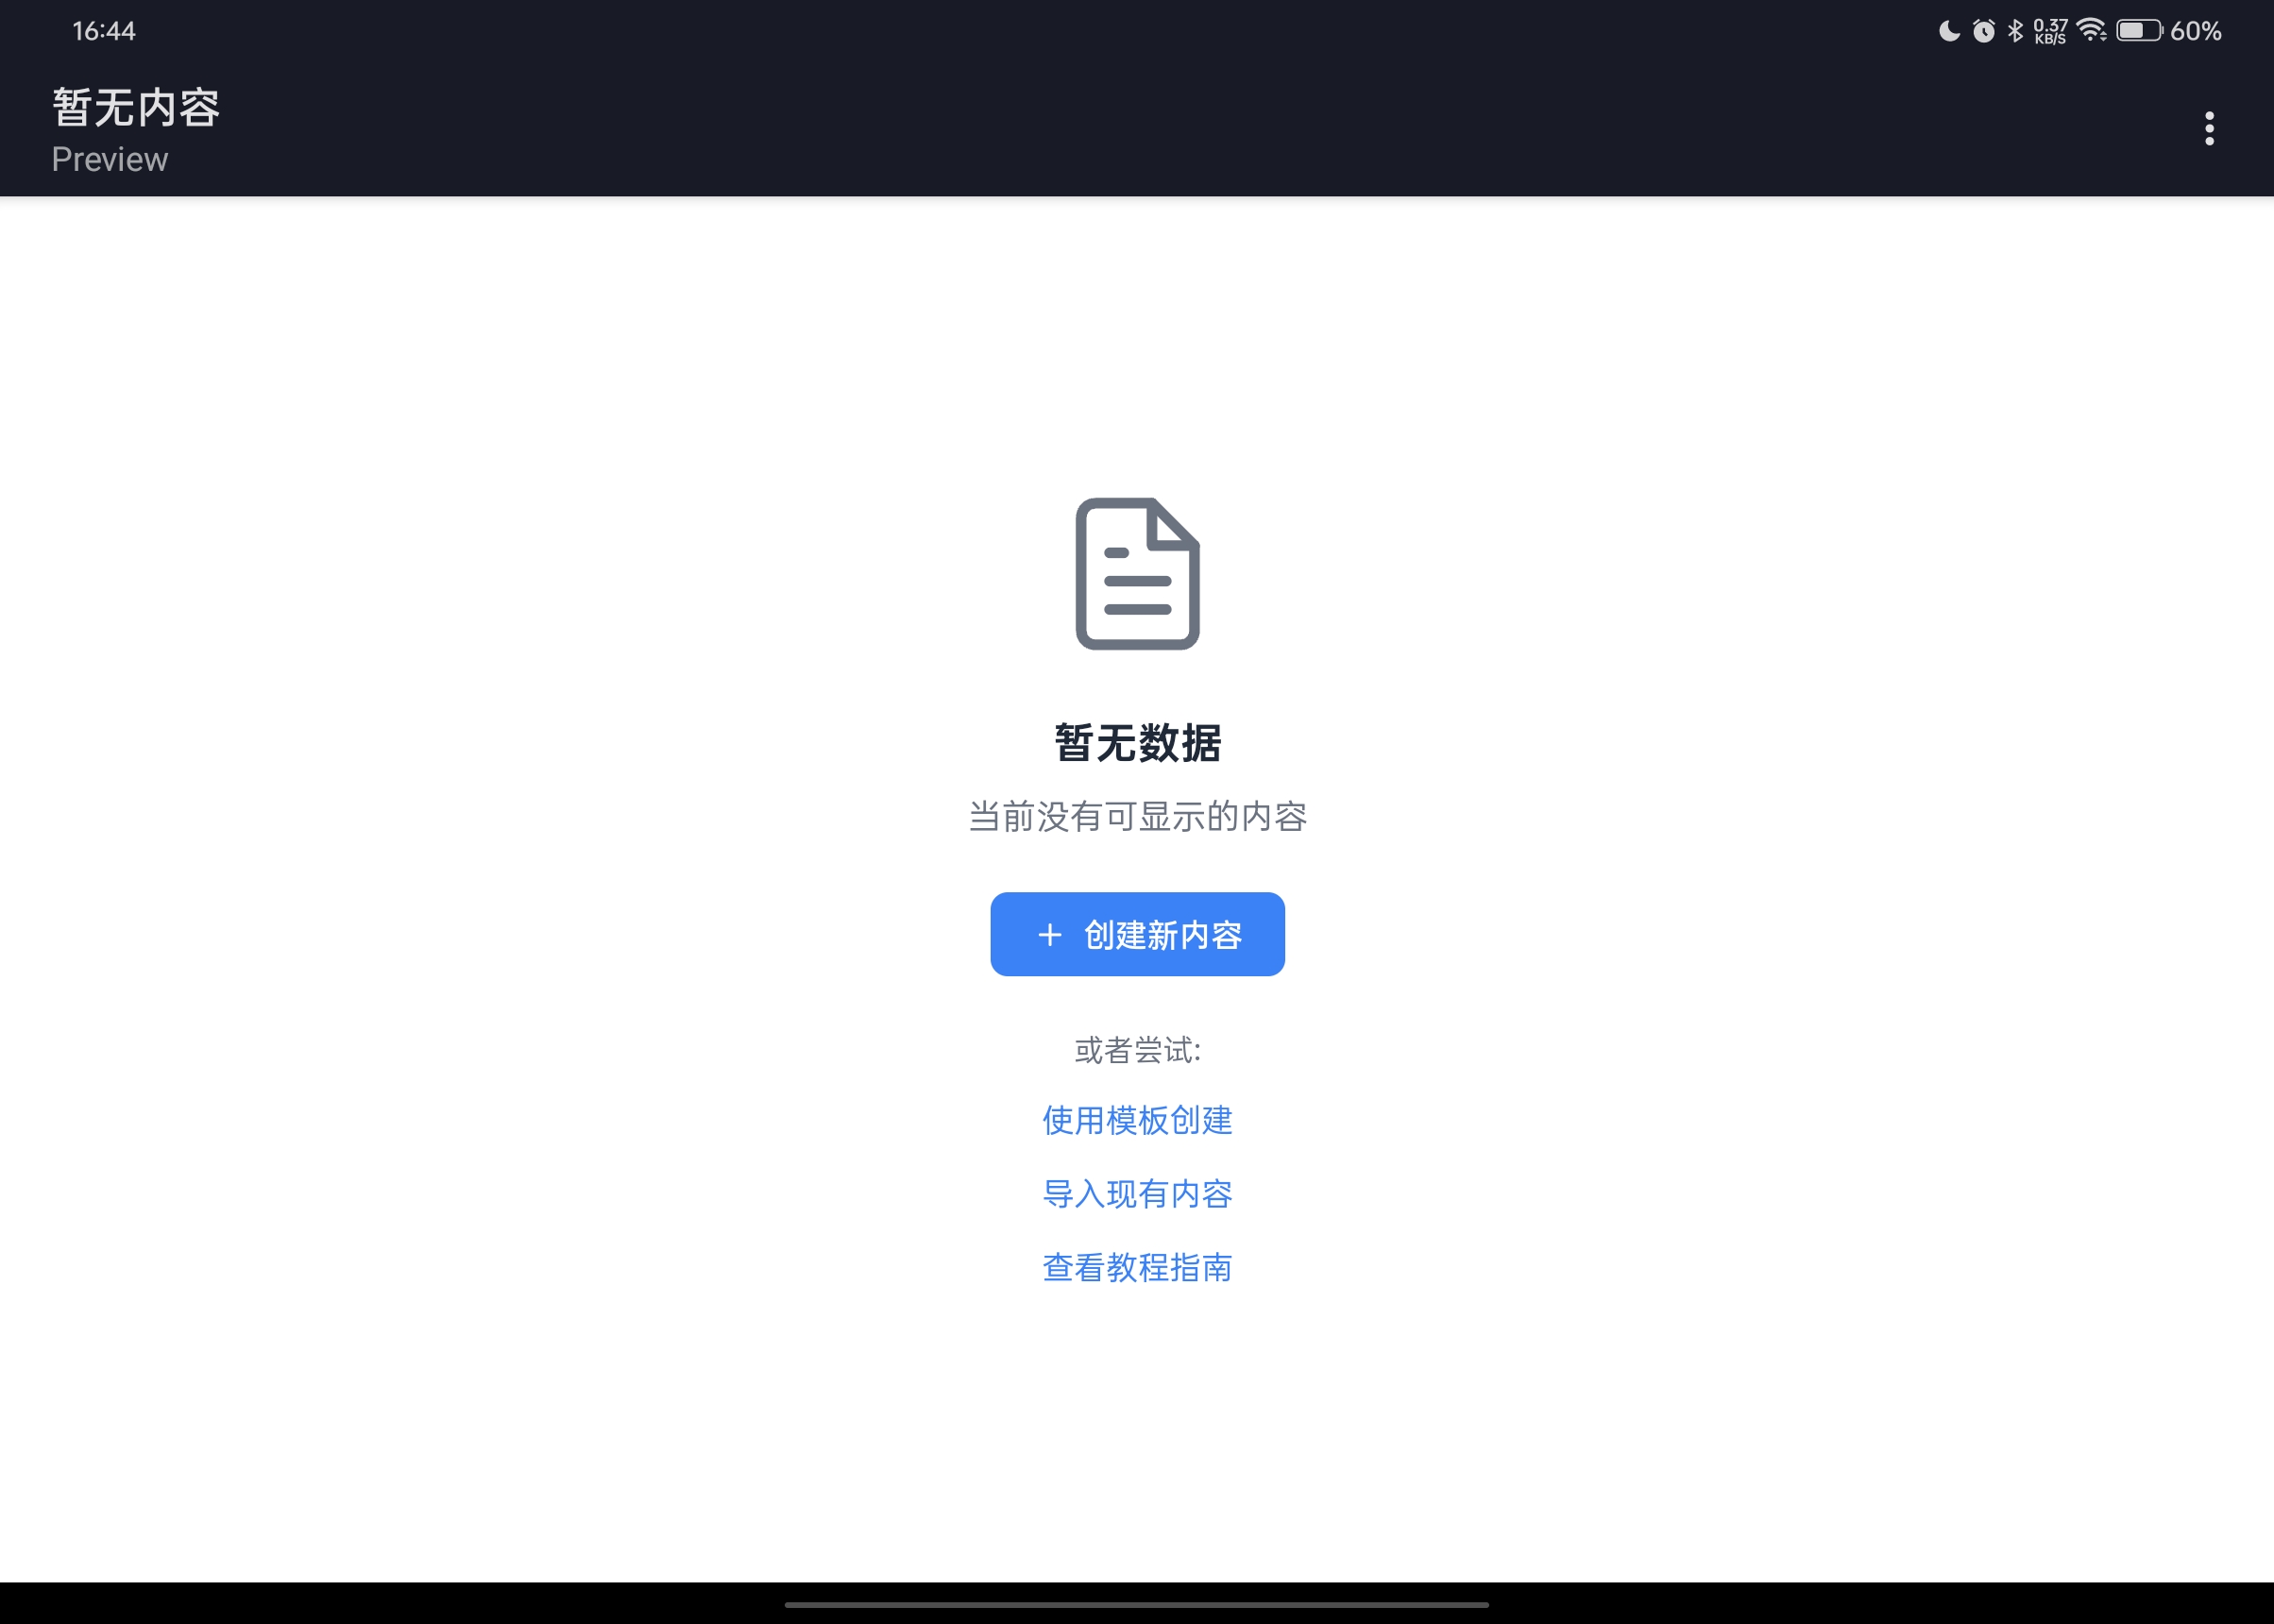 16:44
0.37
KB/S
60%
暂无内容
Preview
暂无数据
当前没有可显示的内容
+ 创建新内容
或者尝试:
使用模板创建
导入现有内容
查看教程指南